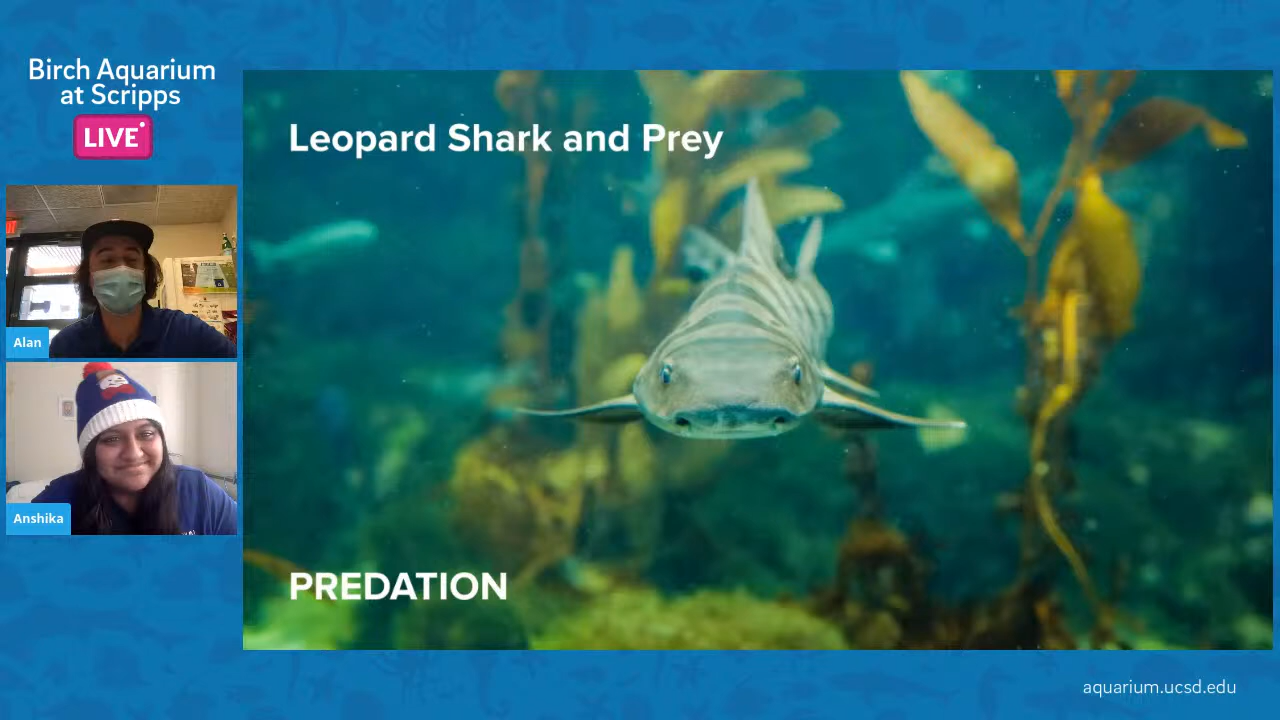 Birch Aquarium
at Scripps
LIVE
Leopard Shark and Prey
Alan
Anshika
PREDATION
aquarium.ucsd.edu